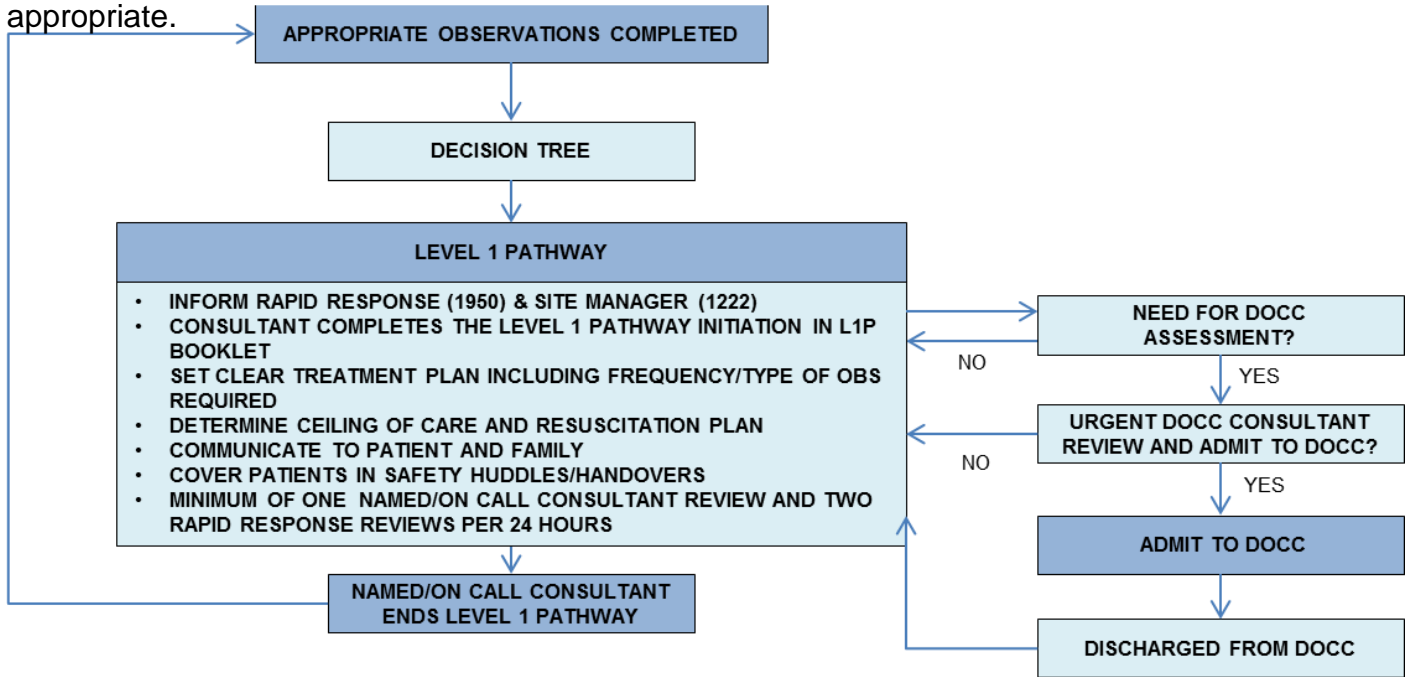 appropriate.
APPROPRIATE OBSERVATIONS COMPLETED
DECISION TREE
LEVEL 1 PATHWAY
• INFORM RAPID RESPONSE (1950) & SITE MANAGER (1222)
• CONSULTANT COMPLETES THE LEVEL 1 PATHWAY INITIATION IN L1P
BOOKLET
• SET CLEAR TREATMENT PLAN INCLUDING FREQUENCY/TYPE OF OBS
REQUIRED
• DETERMINE CEILING OF CARE AND RESUSCITATION PLAN
• COMMUNICATE TO PATIENT AND FAMILY
• COVER PATIENTS IN SAFETY HUDDLES/HANDOVERS
• MINIMUM OF ONE NAMED/ON CALL CONSULTANT REVIEW AND TWO
RAPID RESPONSE REVIEWS PER 24 HOURS
NAMED/ON CALL CONSULTANT
ENDS LEVEL 1 PATHWAY
NEED FOR DOCC
ASSESSMENT?
NO
YES
URGENT DOCC CONSULTANT
REVIEW AND ADMIT TO DOCC?
NO
YES
ADMIT TO DOCC
DISCHARGED FROM DOCC